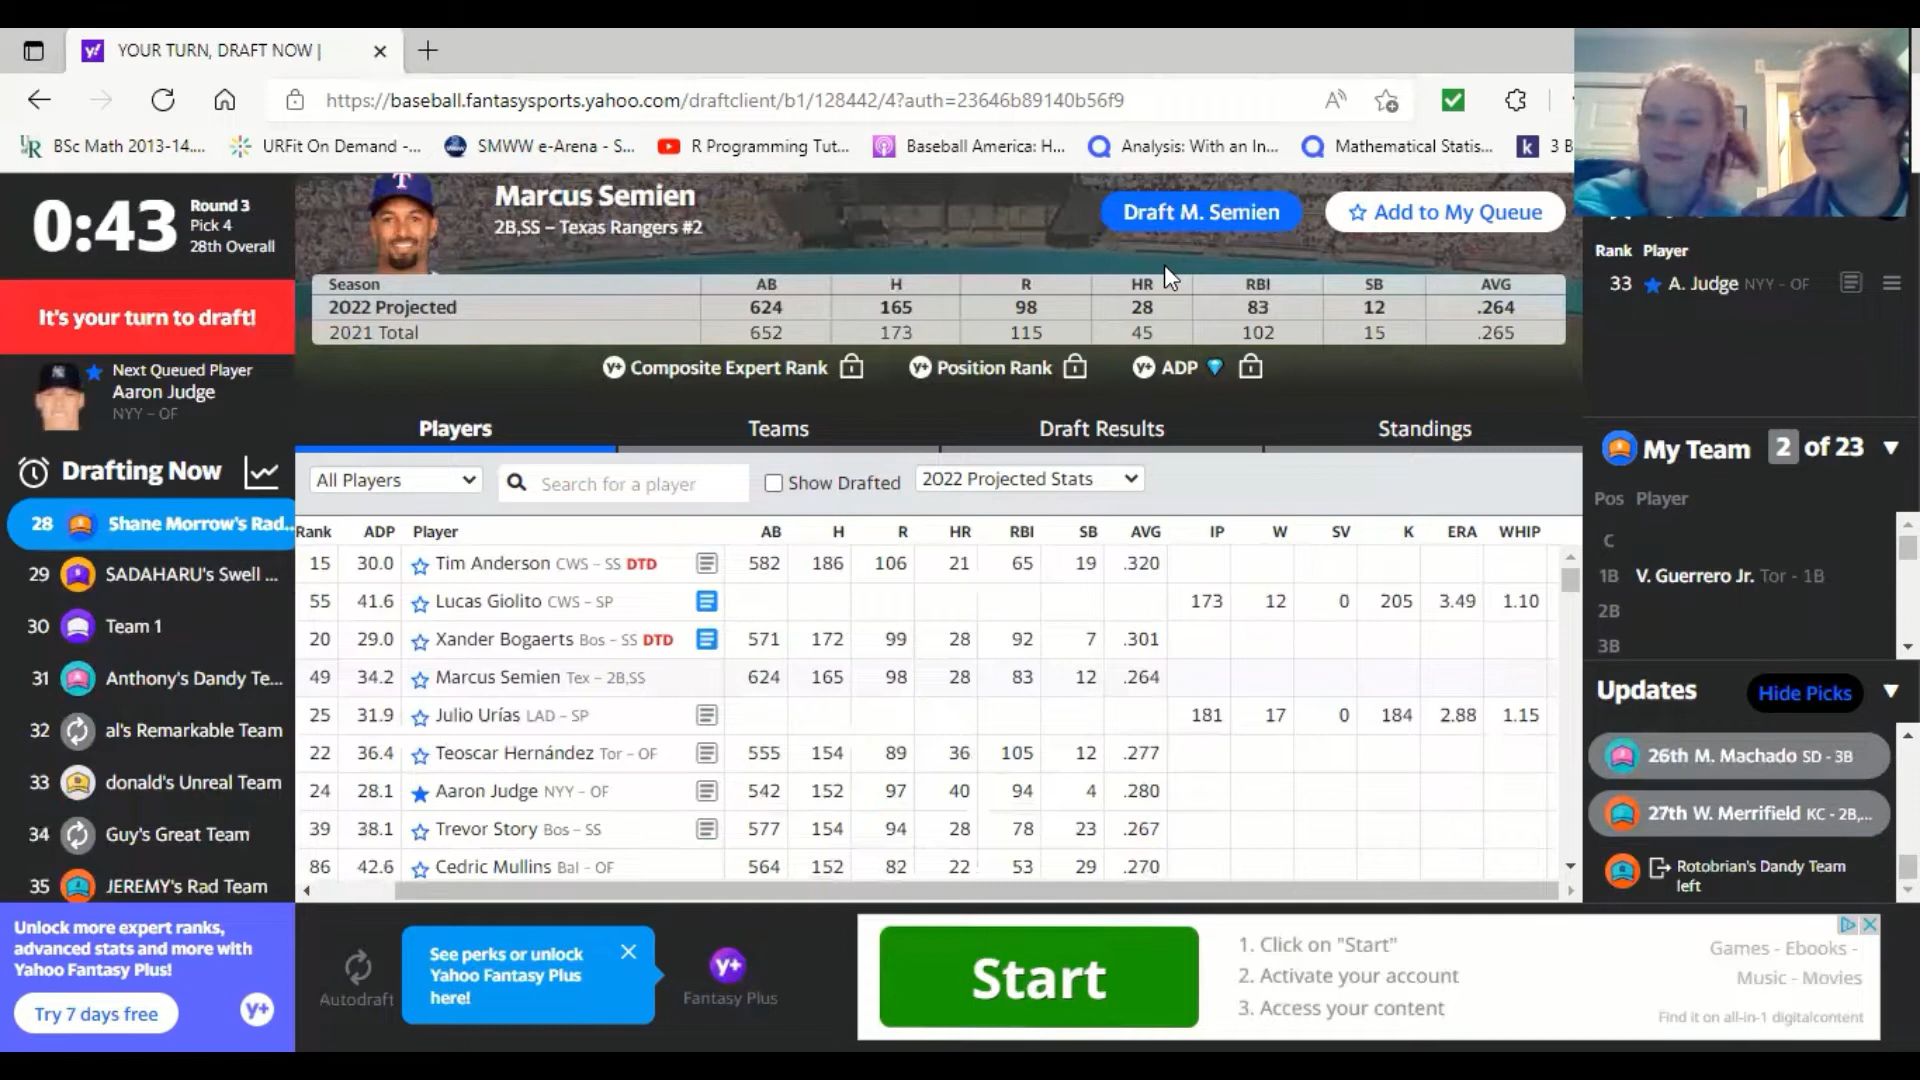 YOUR TURN, DRAFT NOW |
https://baseball.fantasysports.yahoo.com/draftclient/b1/128442/4?auth=23646b89140b56f9
BSc Math 2013-14....
URFit On Demand -...
SMWW e-Arena - S...
R Programming Tut...
Baseball America: H...
Analysis: With an In...
Mathematical Statis...
3 B
0:43
Round 3
Pick 4
28th Overall
It's your turn to draft!
Next Queued Player
Aaron Judge
NYY – OF
Drafting Now
28 Shane Morrow's Rad...
29 SADAHARU's Swell ...
30 Team 1
31 Anthony's Dandy Te...
32 al's Remarkable Team
33 donald's Unreal Team
34 Guy's Great Team
35 JEREMY's Rad Team
Unlock more expert ranks,
advanced stats and more with
Yahoo Fantasy Plus!
Try 7 days free
y+
Marcus Semien
2B,SS – Texas Rangers #2
Draft M. Semien
Add to My Queue
Season AB H R HR RBI SB AVG
2022 Projected 624 165 98 28 83 12 .264
2021 Total 652 173 115 45 102 15 .265
Y+ Composite Expert Rank
Y+ Position Rank
Y+ ADP
Players Teams Draft Results Standings
All Players
Search for a player
Show Drafted
2022 Projected Stats
Rank ADP Player AB H R HR RBI SB AVG IP W SV K ERA WHIP
15 30.0 Tim Anderson CWS – SS DTD 582 186 106 21 65 19 .320
55 41.6 Lucas Giolito CWS – SP 173 12 0 205 3.49 1.10
20 29.0 Xander Bogaerts Bos – SS DTD 571 172 99 28 92 7 .301
49 34.2 Marcus Semien Tex – 2B,SS 624 165 98 28 83 12 .264
25 31.9 Julio Urías LAD – SP 181 17 0 184 2.88 1.15
22 36.4 Teoscar Hernández Tor – OF 555 154 89 36 105 12 .277
24 28.1 Aaron Judge NYY – OF 542 152 97 40 94 4 .280
39 38.1 Trevor Story Bos – SS 577 154 94 28 78 23 .267
86 42.6 Cedric Mullins Bal – OF 564 152 82 22 53 29 .270
Rank Player
33 A. Judge NYY – OF
My Team 2 of 23
Pos Player
C
1B V. Guerrero Jr. Tor - 1B
2B
3B
Updates
Hide Picks
26th M. Machado SD - 3B
27th W. Merrifield KC - 2B,...
Rotobrian's Dandy Team
left
Autodraft
See perks or unlock
Yahoo Fantasy Plus
here!
y+
Fantasy Plus
Start
1. Click on "Start"
2. Activate your account
3. Access your content
Games - Ebooks -
Music - Movies
Find it on all-in-1 digitalcontent